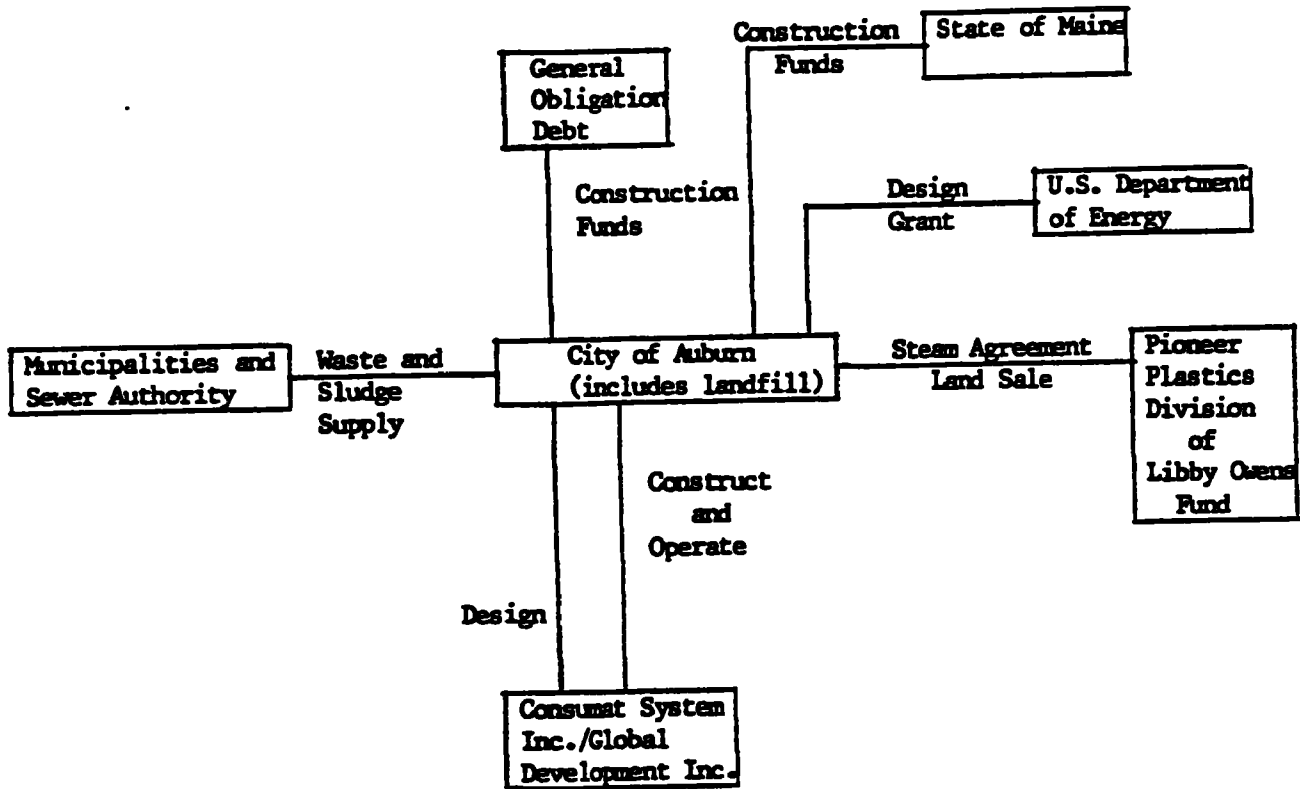 Construction
Funds
State of Maine
General
Obligation
Debt
Construction
Funds
Design
Grant
U.S. Department
of Energy
Municipalities and
Sewer Authority
Waste and
Sludge
Supply
City of Auburn
(includes landfill)
Steam Agreement
Land Sale
Pioneer
Plastics
Division
of
Libby Owens
Fund
Construct
and
Operate
Design
Consumat System
Inc./Global
Development Inc.